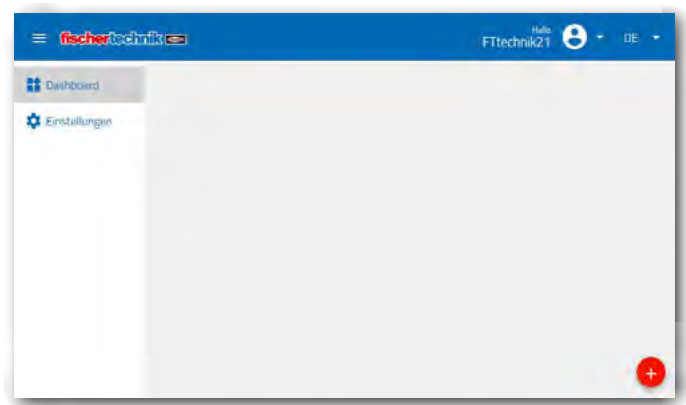 fischertechnik
Hallo
FTtechnik21
DE
Dashboard
Einstellungen